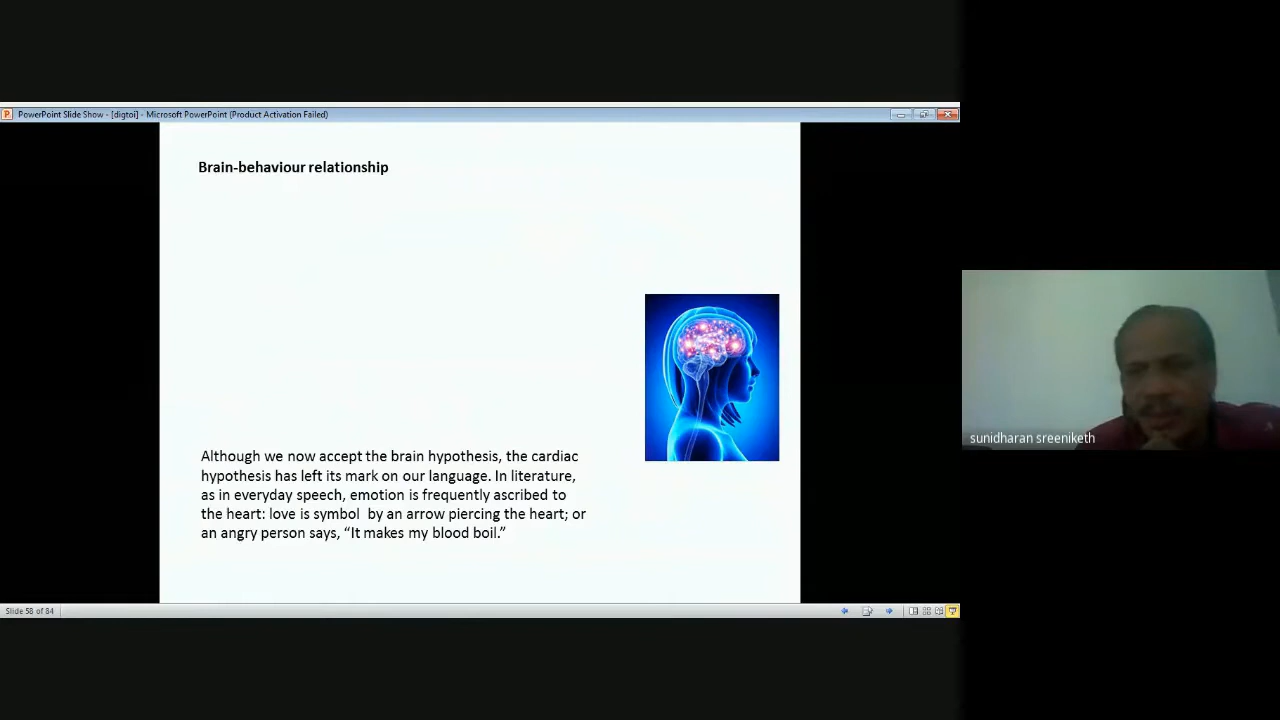 PowerPoint Slide Show - [digtoi] - Microsoft PowerPoint (Product Activation Failed)
Brain-behaviour relationship
Although we now accept the brain hypothesis, the cardiac
hypothesis has left its mark on our language. In literature,
as in everyday speech, emotion is frequently ascribed to
the heart: love is symbol  by an arrow piercing the heart; or
an angry person says, “It makes my blood boil.”
sunidharan sreeniketh
Slide 58 of 84